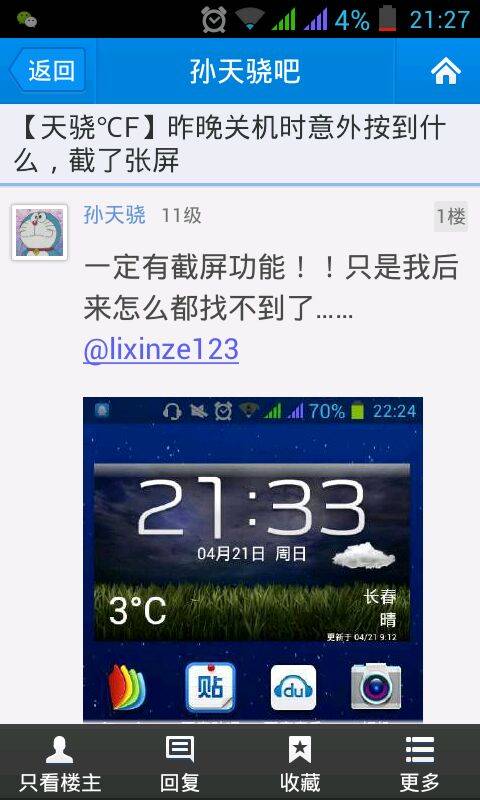 4% 21:27
返回 孙天骁吧
【天骁℃F】昨晚关机时意外按到什
么，截了张屏
孙天骁 11级 1楼
一定有截屏功能！！只是我后
来怎么都找不到了……
@lixinze123
70% 22:24
21:33
04月21日 周日
3°C
长春
晴
更新于 04/21 9:12
贴 du
只看楼主 回复 收藏 更多